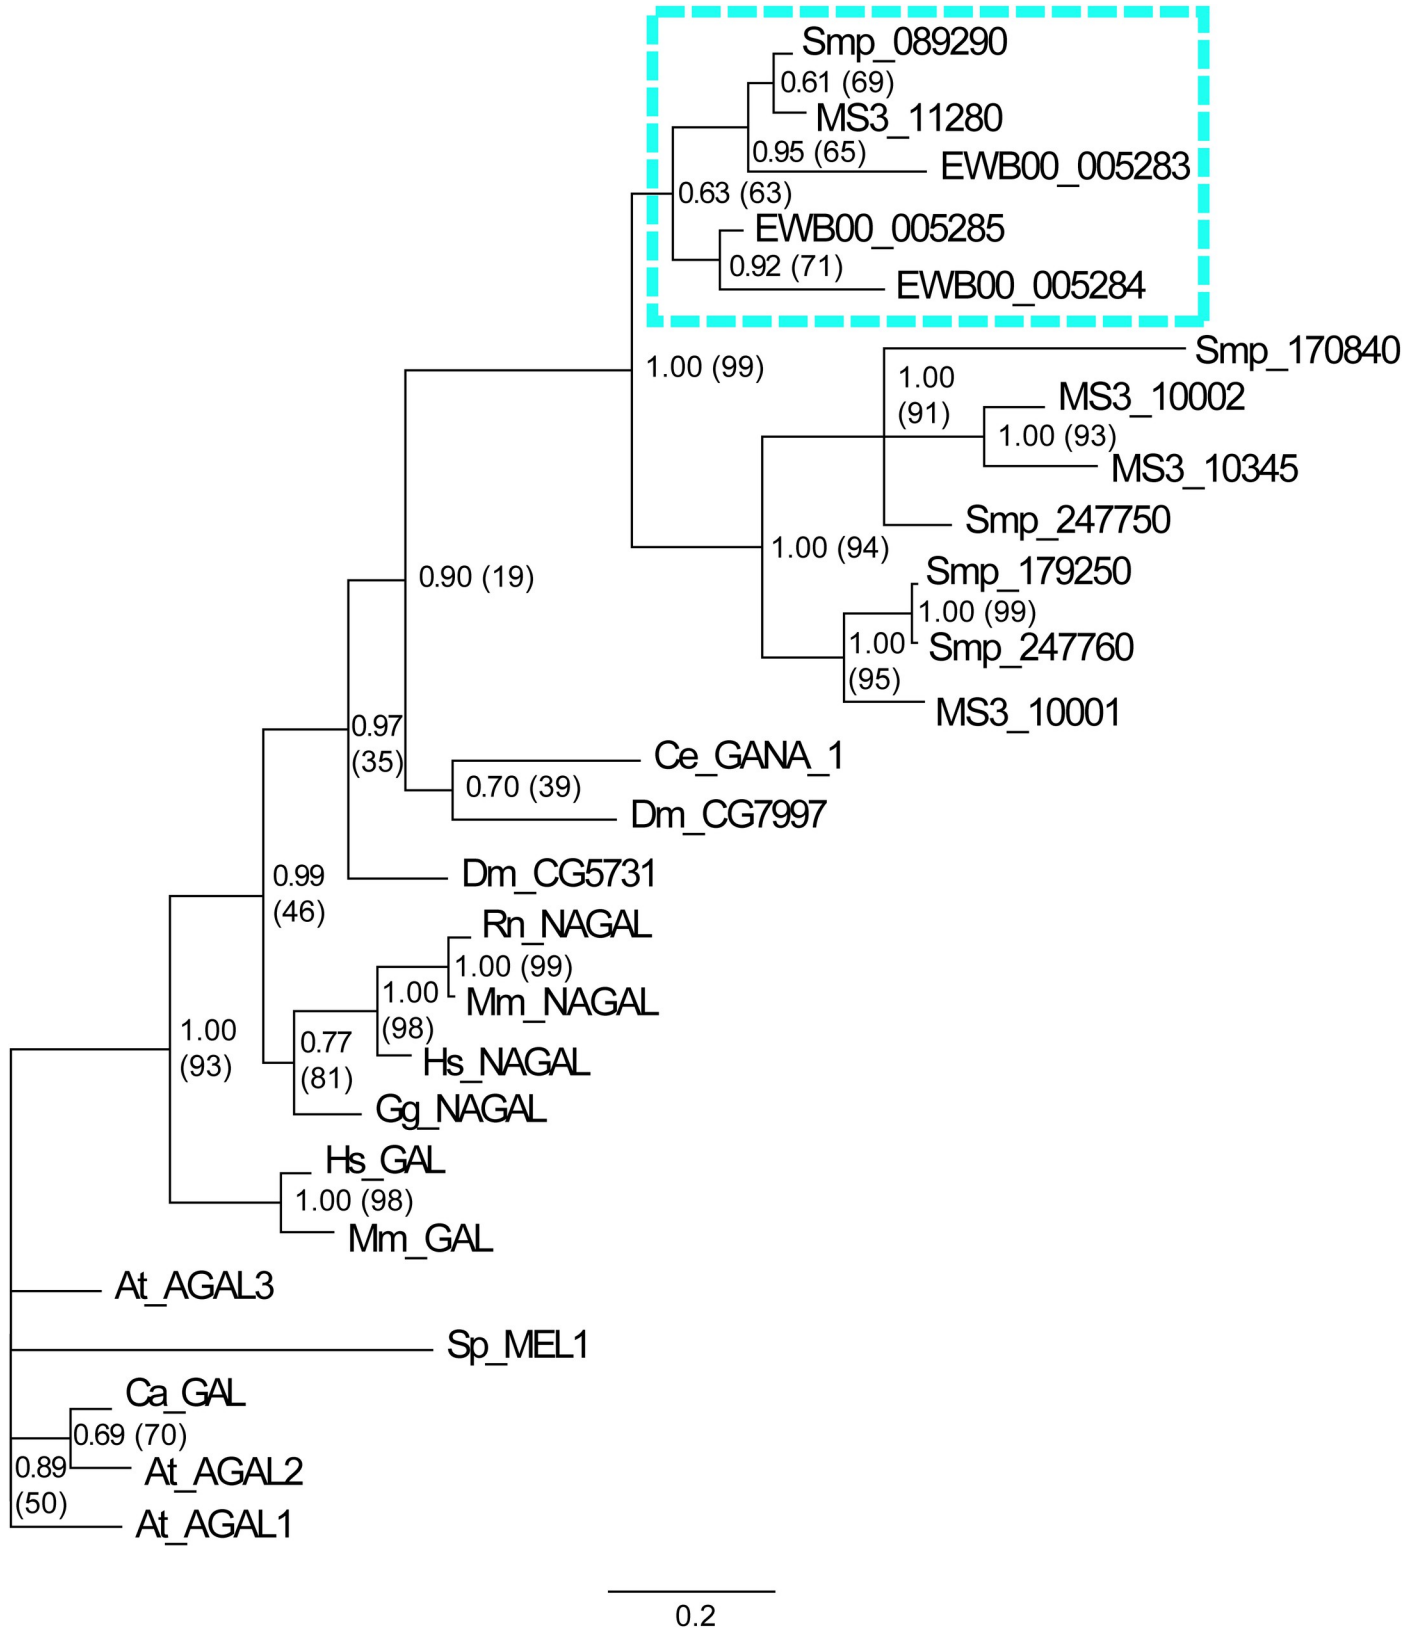 Smp_089290
0.61 (69)
MS3_11280
0.95 (65)
EWB00_005283
0.63 (63)
EWB00_005285
0.92 (71)
EWB00_005284
Smp_170840
1.00 (99)
1.00
(91)
MS3_10002
1.00 (93)
MS3_10345
Smp_247750
1.00 (94)
Smp_179250
1.00 (99)
1.00
(95)
Smp_247760
MS3_10001
0.90 (19)
0.97
(35)
Ce_GANA_1
0.70 (39)
Dm_CG7997
Dm_CG5731
0.99
(46)
Rn_NAGAL
1.00 (99)
Mm_NAGAL
1.00
(98)
Hs_NAGAL
0.77
(81)
Gg_NAGAL
1.00
(93)
Hs_GAL
1.00 (98)
Mm_GAL
At_AGAL3
Sp_MEL1
Ca_GAL
0.69 (70)
At_AGAL2
0.89
(50)
At_AGAL1
0.2